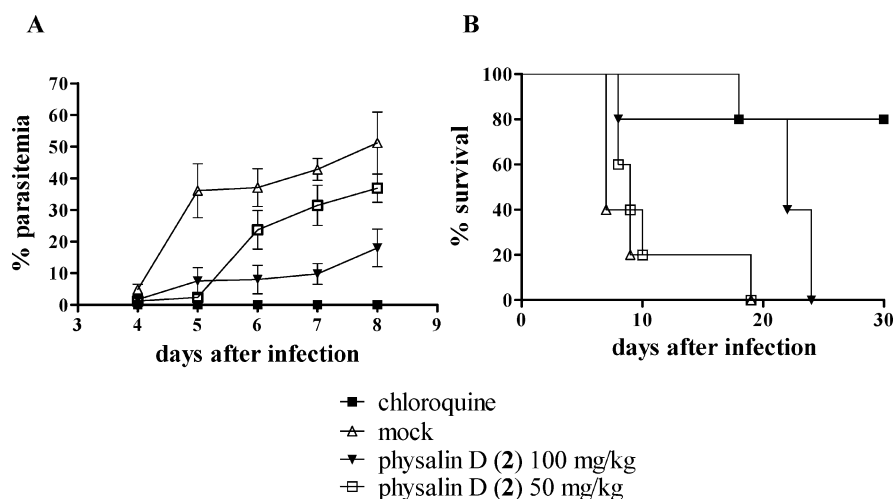 A
B
70
60
50
40
30
20
10
0
% parasitemia
3 4 5 6 7 8 9
days after infection
100
80
60
40
20
0
% survival
0 10 20 30
days after infection
chloroquine
mock
physalin D (2) 100 mg/kg
physalin D (2) 50 mg/kg